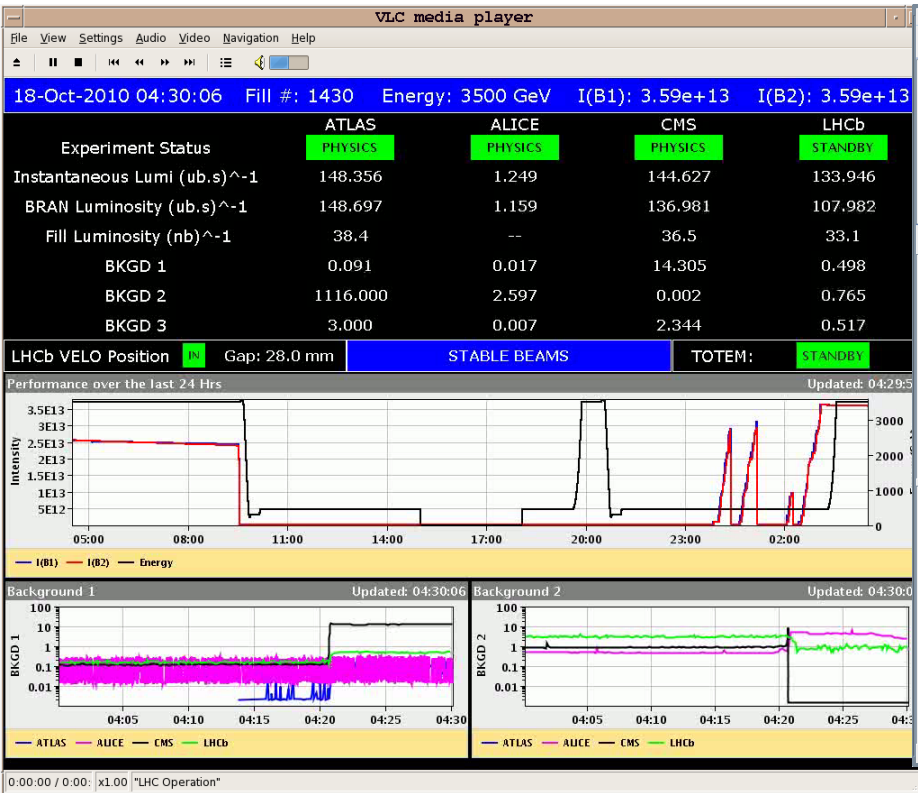 VLC media player
File View Settings Audio Video Navigation Help
18-Oct-2010 04:30:06 Fill #: 1430 Energy: 3500 GeV I(B1): 3.59e+13 I(B2): 3.59e+13
ATLAS ALICE CMS LHCb
Experiment Status PHYSICS PHYSICS PHYSICS STANDBY
Instantaneous Lumi (ub.s)^-1 148.356 1.249 144.627 133.946
BRAN Luminosity (ub.s)^-1 148.697 1.159 136.981 107.982
Fill Luminosity (nb)^-1 38.4 -- 36.5 33.1
BKGD 1 0.091 0.017 14.305 0.498
BKGD 2 1116.000 2.597 0.002 0.765
BKGD 3 3.000 0.007 2.344 0.517
LHCb VELO Position IN Gap: 28.0 mm STABLE BEAMS TOTEM: STANDBY
Performance over the last 24 Hrs Updated: 04:29:5
Intensity
3.5E13
3E13
2.5E13
2E13
1.5E13
1E13
5E12
3000
2000
1000
0
05:00 08:00 11:00 14:00 17:00 20:00 23:00 02:00
I(B1) I(B2) Energy
Background 1 Updated: 04:30:06
BKGD 1
100
10
1
0.1
0.01
04:05 04:10 04:15 04:20 04:25 04:30
ATLAS ALICE CMS LHCb
Background 2 Updated: 04:30:0
BKGD 2
100
10
1
0.1
0.01
04:05 04:10 04:15 04:20 04:25 04:3
ATLAS ALICE CMS LHCb
0:00:00 / 0:00: x1.00 "LHC Operation"